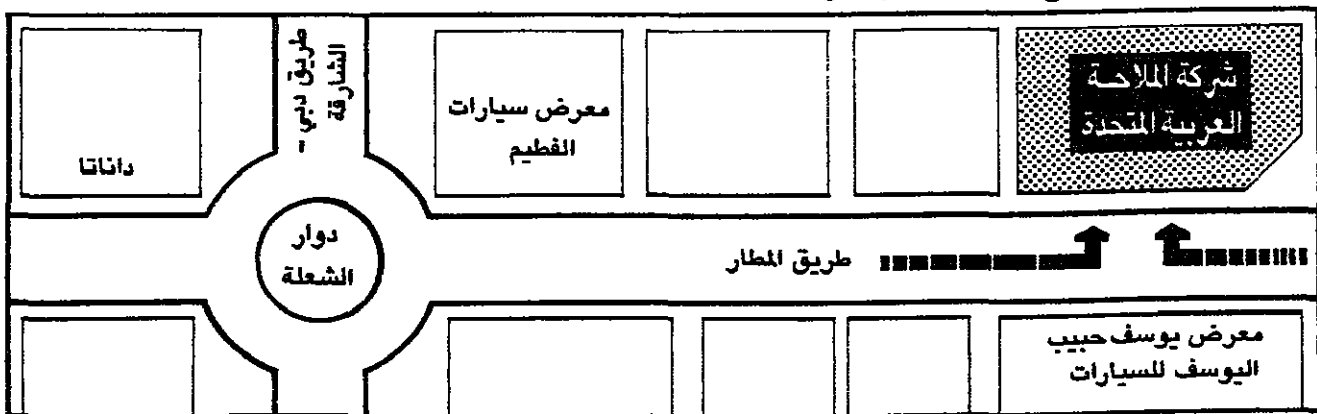 شركة الملاحة
العربية المتحدة
طريق دبي -
الشارقة
معرض سيارات
الفطيم
داناتا
دوار
الشعلة
طريق المطار
معرض يوسف حبيب
اليوسف للسيارات